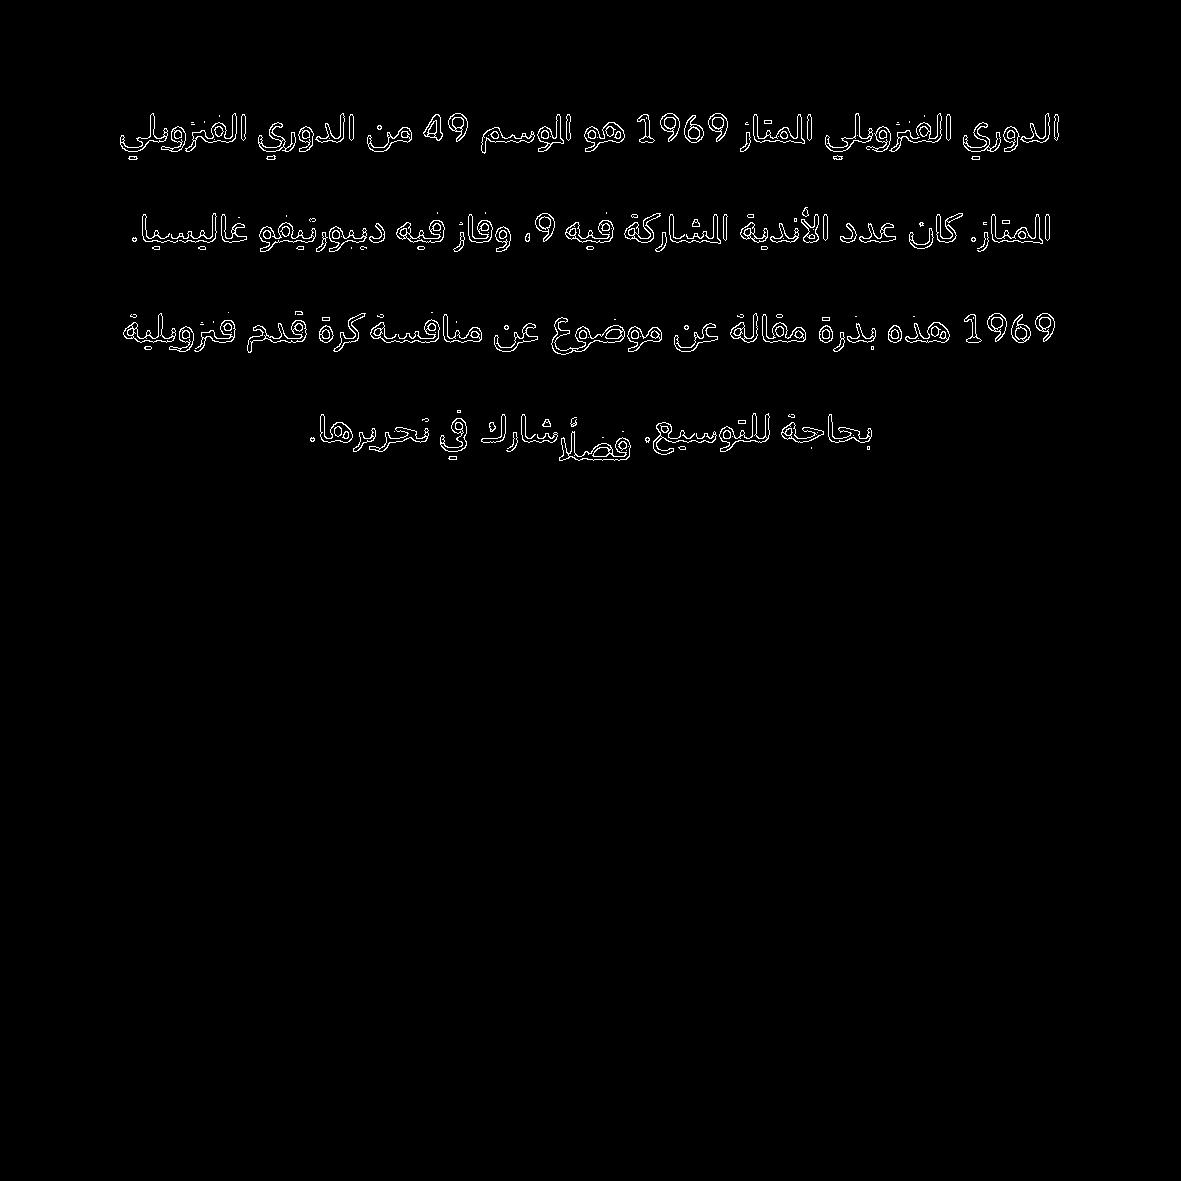 الدوري الفنزويلي الممتاز 1969 هو الموسم 49 من الدوري الفنزويلي
الممتاز. كان عدد الأندية المشاركة فيه 9، وفاز فيه ديبورتيفو غاليسيا.
1969 هذه بذرة مقالة عن موضوع عن منافسة كرة قدم فنزويلية
بحاجة للتوسيع. فضلًا شارك في تحريرها.